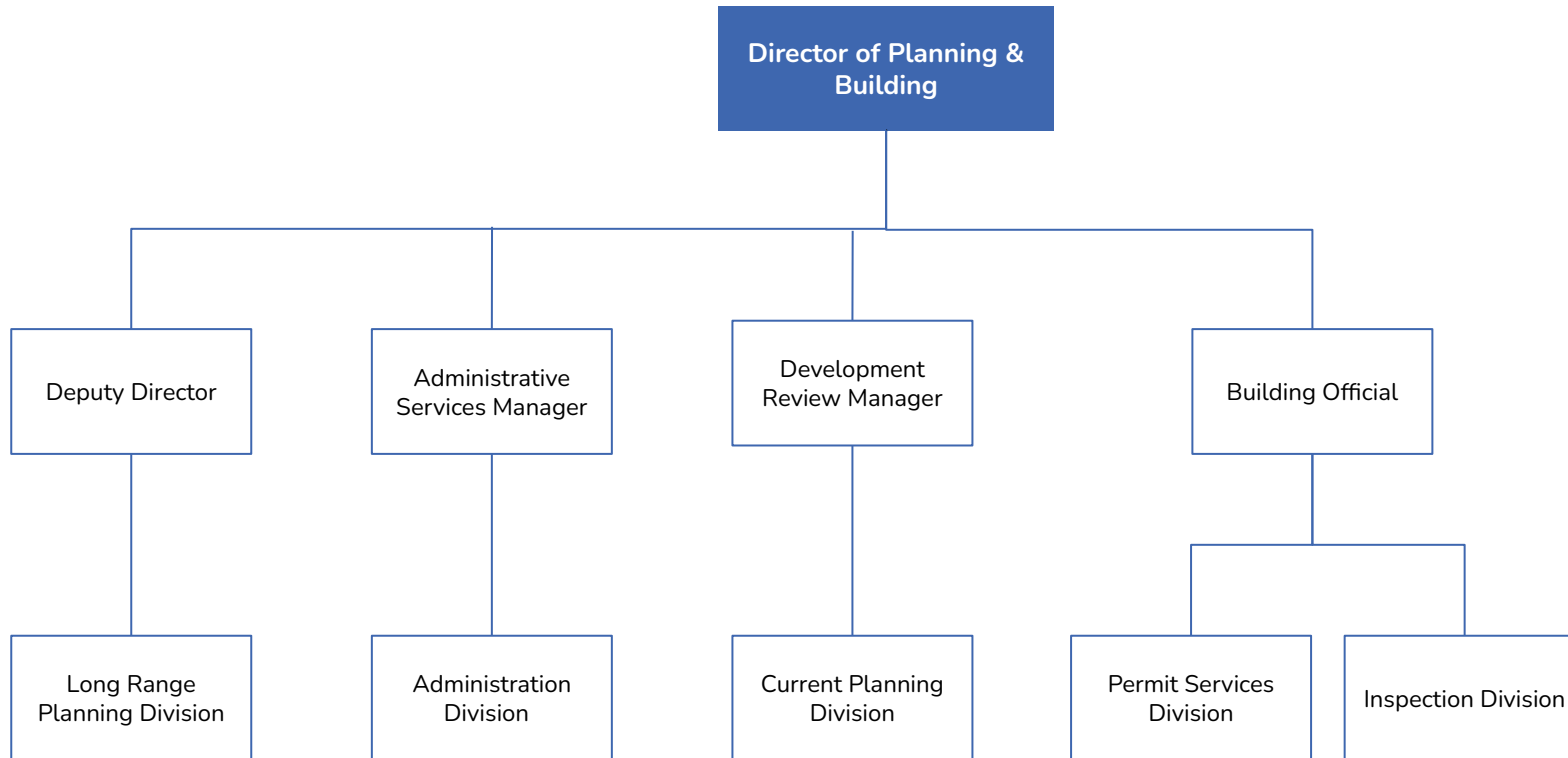 Director of Planning &
Building
Deputy Director
Administrative
Services Manager
Development
Review Manager
Building Official
Long Range
Planning Division
Administration
Division
Current Planning
Division
Permit Services
Division
Inspection Division